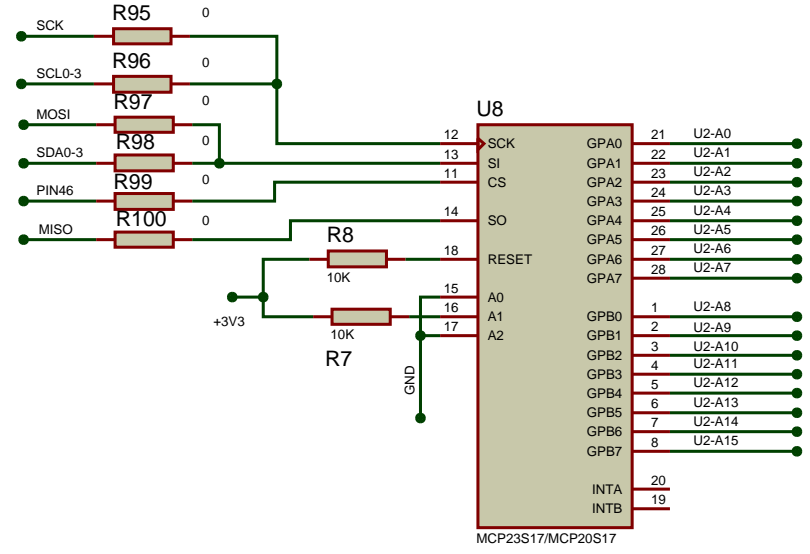 R95
0
SCK
R96
0
SCL0-3
R97
0
MOSI
R98
0
SDA0-3
R99
0
PIN46
R100
0
MISO
R8
10K
+3V3
10K
R7
GND
U8
12 SCK
13 SI
11 CS
14 SO
18 RESET
15 A0
16 A1
17 A2
GPA0 21 U2-A0
GPA1 22 U2-A1
GPA2 23 U2-A2
GPA3 24 U2-A3
GPA4 25 U2-A4
GPA5 26 U2-A5
GPA6 27 U2-A6
GPA7 28 U2-A7
GPB0 1 U2-A8
GPB1 2 U2-A9
GPB2 3 U2-A10
GPB3 4 U2-A11
GPB4 5 U2-A12
GPB5 6 U2-A13
GPB6 7 U2-A14
GPB7 8 U2-A15
INTA 20
INTB 19
MCP23S17/MCP20S17